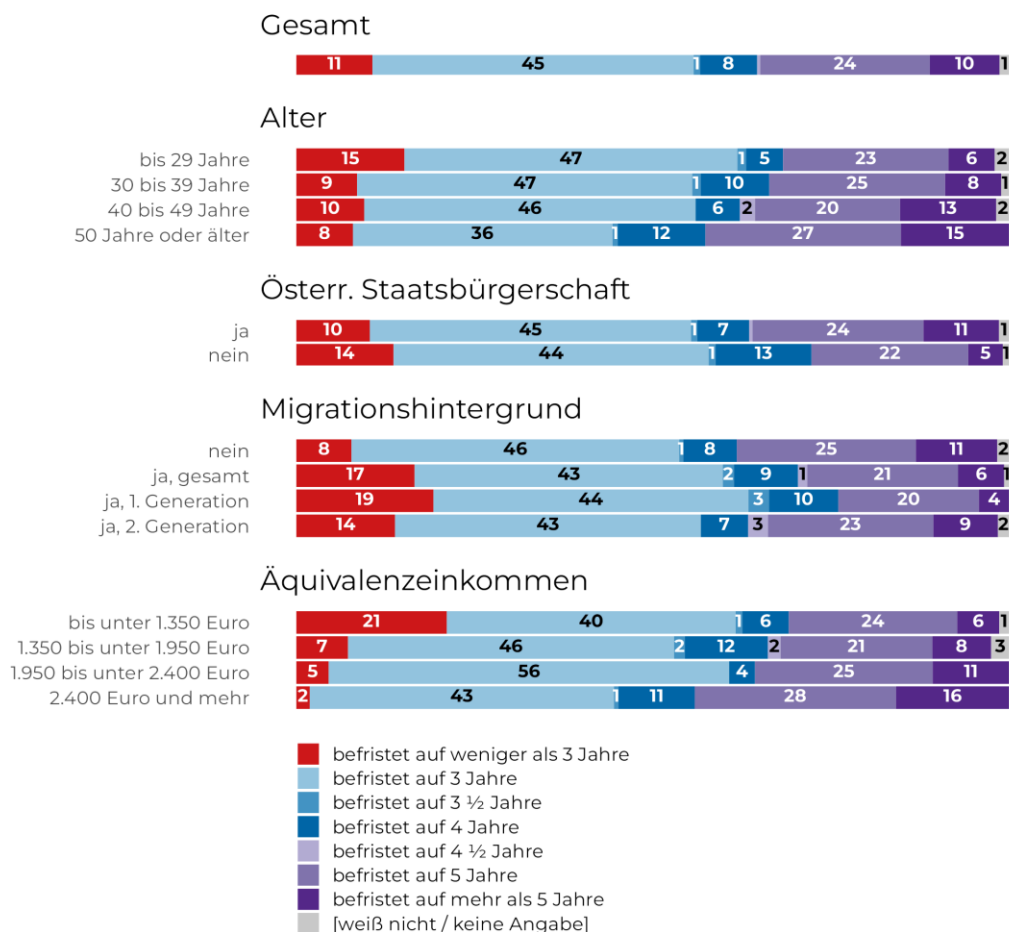 Gesamt
11 45 1 8 24 10 1
Alter
bis 29 Jahre 15 47 1 5 23 6 2
30 bis 39 Jahre 9 47 1 10 25 8 1
40 bis 49 Jahre 10 46 6 2 20 13 2
50 Jahre oder älter 8 36 1 12 27 15
Österr. Staatsbürgerschaft
ja 10 45 1 7 24 11 1
nein 14 44 1 13 22 5 1
Migrationshintergrund
nein 8 46 1 8 25 11 2
ja, gesamt 17 43 2 9 1 21 6 1
ja, 1. Generation 19 44 3 10 20 4
ja, 2. Generation 14 43 7 3 23 9 2
Äquivalenzeinkommen
bis unter 1.350 Euro 21 40 1 6 24 6 1
1.350 bis unter 1.950 Euro 7 46 2 12 2 21 8 3
1.950 bis unter 2.400 Euro 5 56 4 25 11
2.400 Euro und mehr 2 43 1 11 28 16
befristet auf weniger als 3 Jahre
befristet auf 3 Jahre
befristet auf 3 ½ Jahre
befristet auf 4 Jahre
befristet auf 4 ½ Jahre
befristet auf 5 Jahre
befristet auf mehr als 5 Jahre
[weiß nicht / keine Angabe]